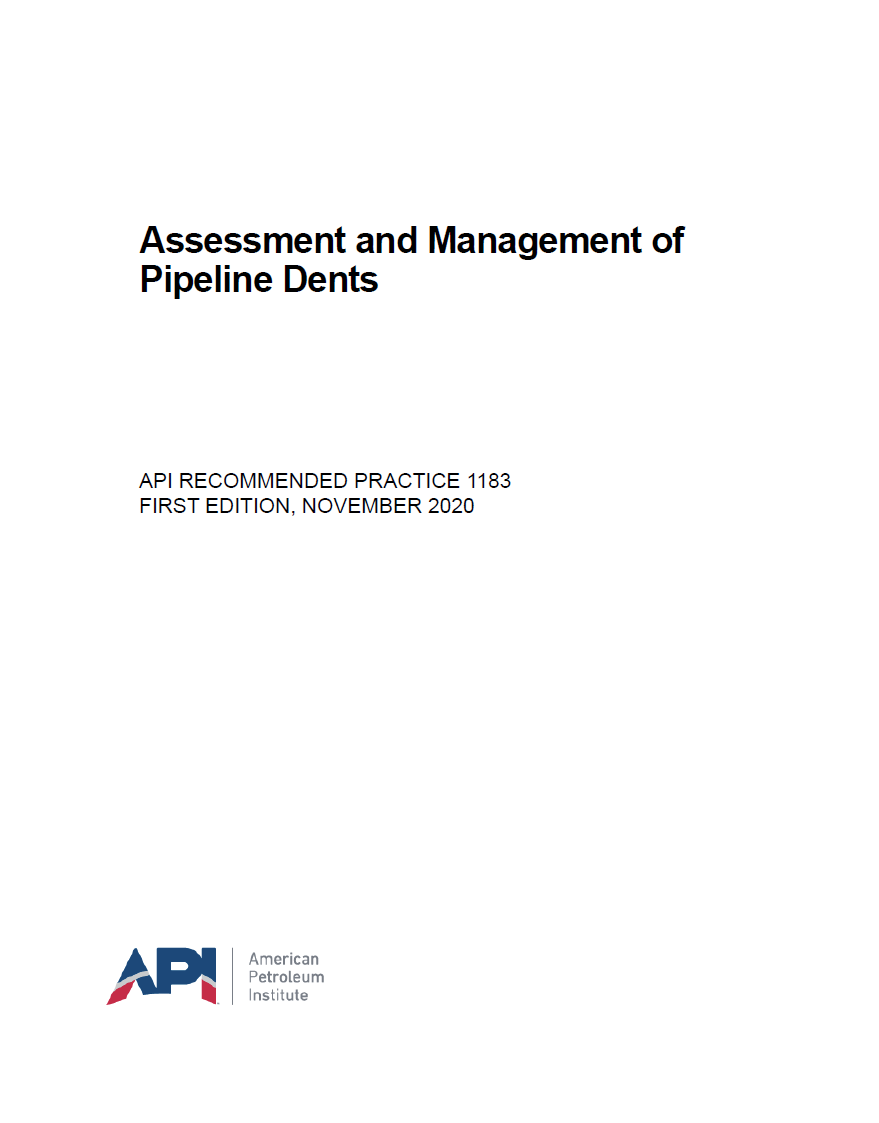 Assessment and Management of
Pipeline Dents
API RECOMMENDED PRACTICE 1183
FIRST EDITION, NOVEMBER 2020
API
American
Petroleum
Institute